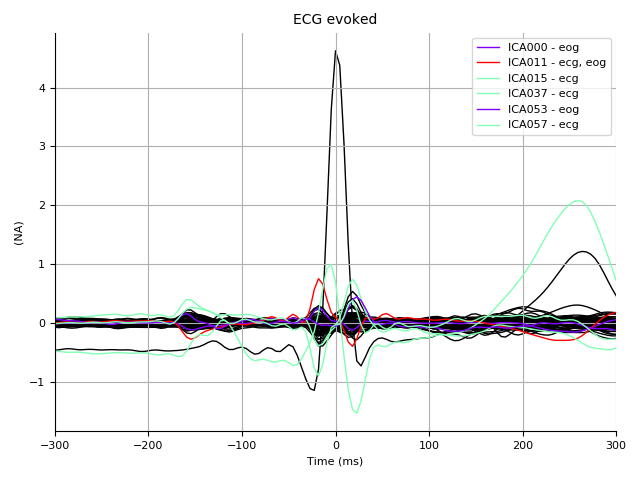 ECG evoked
ICA000 - eog
ICA011 - ecg, eog
ICA015 - ecg
ICA037 - ecg
ICA053 - eog
ICA057 - ecg
(NA)
4
3
2
1
0
−1
−300 −200 −100 0 100 200 300
Time (ms)